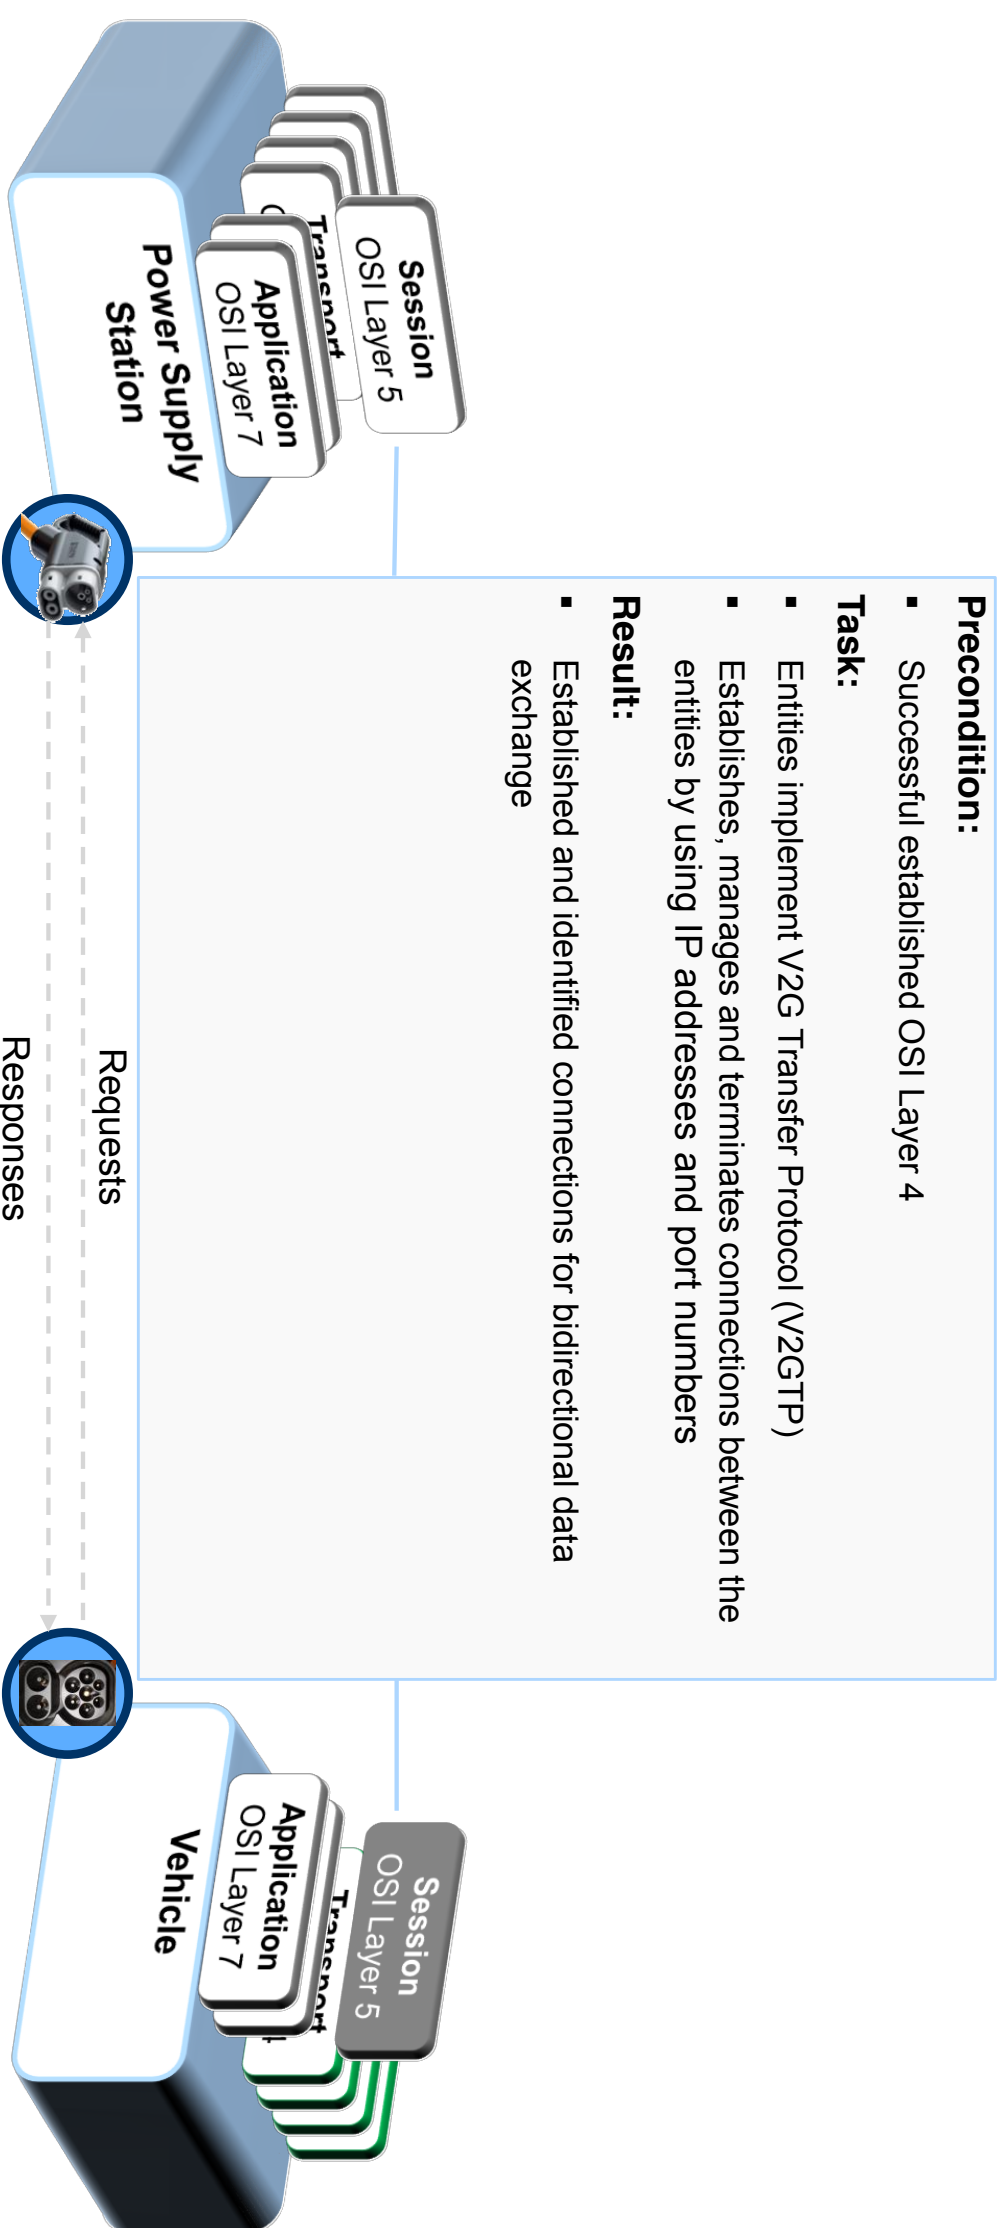 Session
OSI Layer 5
Transport
Application
OSI Layer 7
Power Supply
Station
Precondition:
▪ Successful established OSI Layer 4
Task:
▪ Entities implement V2G Transfer Protocol (V2GTP)
▪ Establishes, manages and terminates connections between the
entities by using IP addresses and port numbers
Result:
▪ Established and identified connections for bidirectional data
exchange
Requests
Responses
Session
OSI Layer 5
Transport
Application
OSI Layer 7
Vehicle